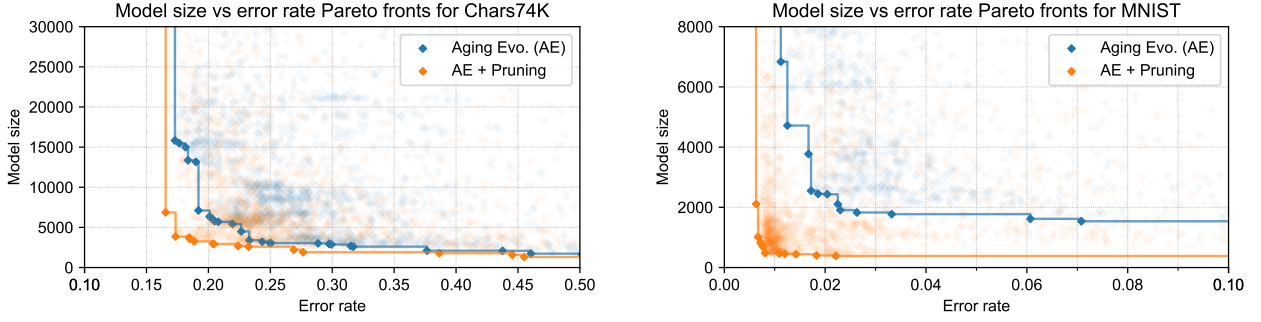 Model size vs error rate Pareto fronts for Chars74K
30000
25000
20000
15000
10000
5000
0
Model size
Aging Evo. (AE)
AE + Pruning
0.10
0.10
0.15
0.20
0.25
0.30
0.35
0.40
0.45
0.50
Error rate
Model size vs error rate Pareto fronts for MNIST
8000
6000
4000
2000
0
Model size
Aging Evo. (AE)
AE + Pruning
0.00
0.02
0.04
0.06
0.08
0.10
0.10
Error rate